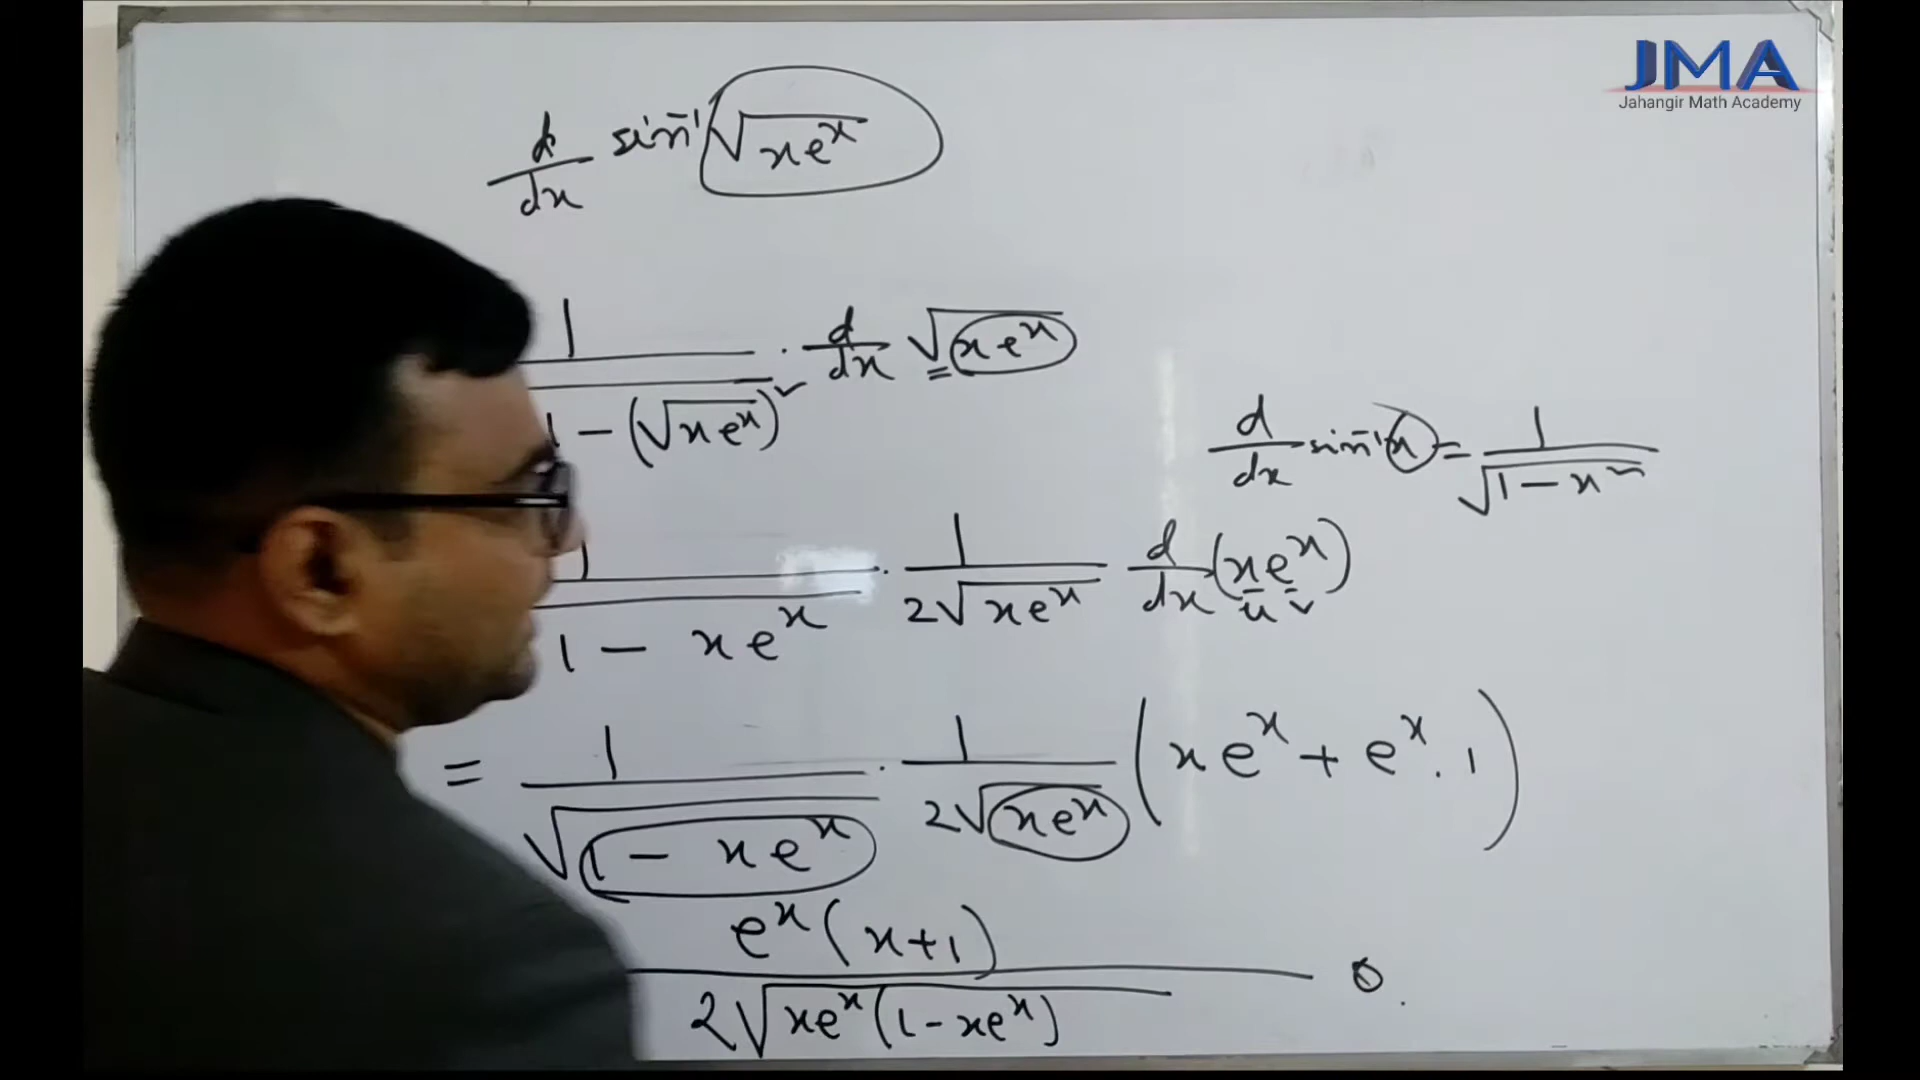 JMA
Jahangir Math Academy
d/dx sin⁻¹ √(xeˣ)
1/√(1 - (√(xeˣ))²) · d/dx √(xeˣ)
d/dx sin⁻¹x = 1/√(1 - x²)
1/√(1 - xeˣ) · 1/(2√(xeˣ)) d/dx (xeˣ)
u v
= 1/√(1 - xeˣ) · 1/(2√(xeˣ)) (xeˣ + eˣ . 1)
eˣ(x+1)/(2√(xeˣ(1-xeˣ)))